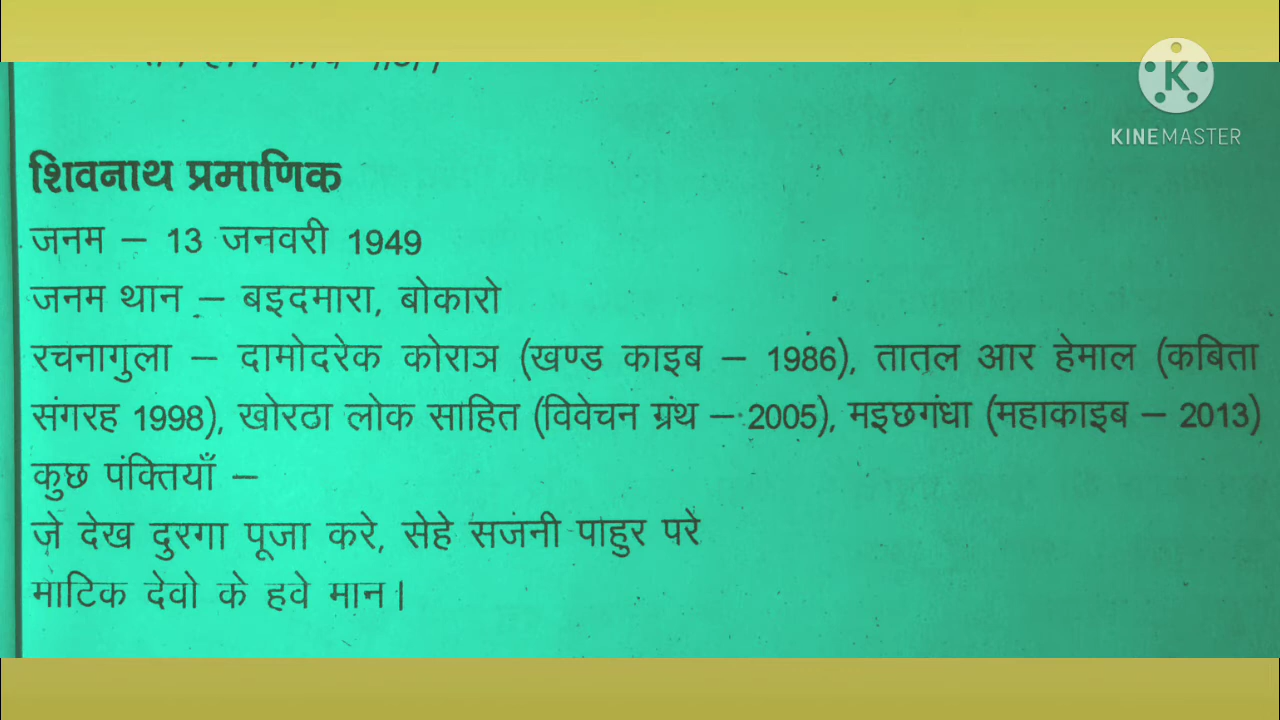 K
KINEMASTER
शिवनाथ प्रमाणिक
जनम – 13 जनवरी 1949
जनम थान – बइदमारा, बोकारो
रचनागुला – दामोदरेक कोराञ (खण्ड काइब – 1986), तातल आर हेमाल (कबिता
संगरह 1998), खोरठा लोक साहित (विवेचन ग्रंथ – 2005), मइछगंधा (महाकाइब – 2013)
कुछ पंक्तियाँ –
जे देख दुरगा पूजा करे, सेहे सजनी पाहुर परे
माटिक देवो के हवे मान।